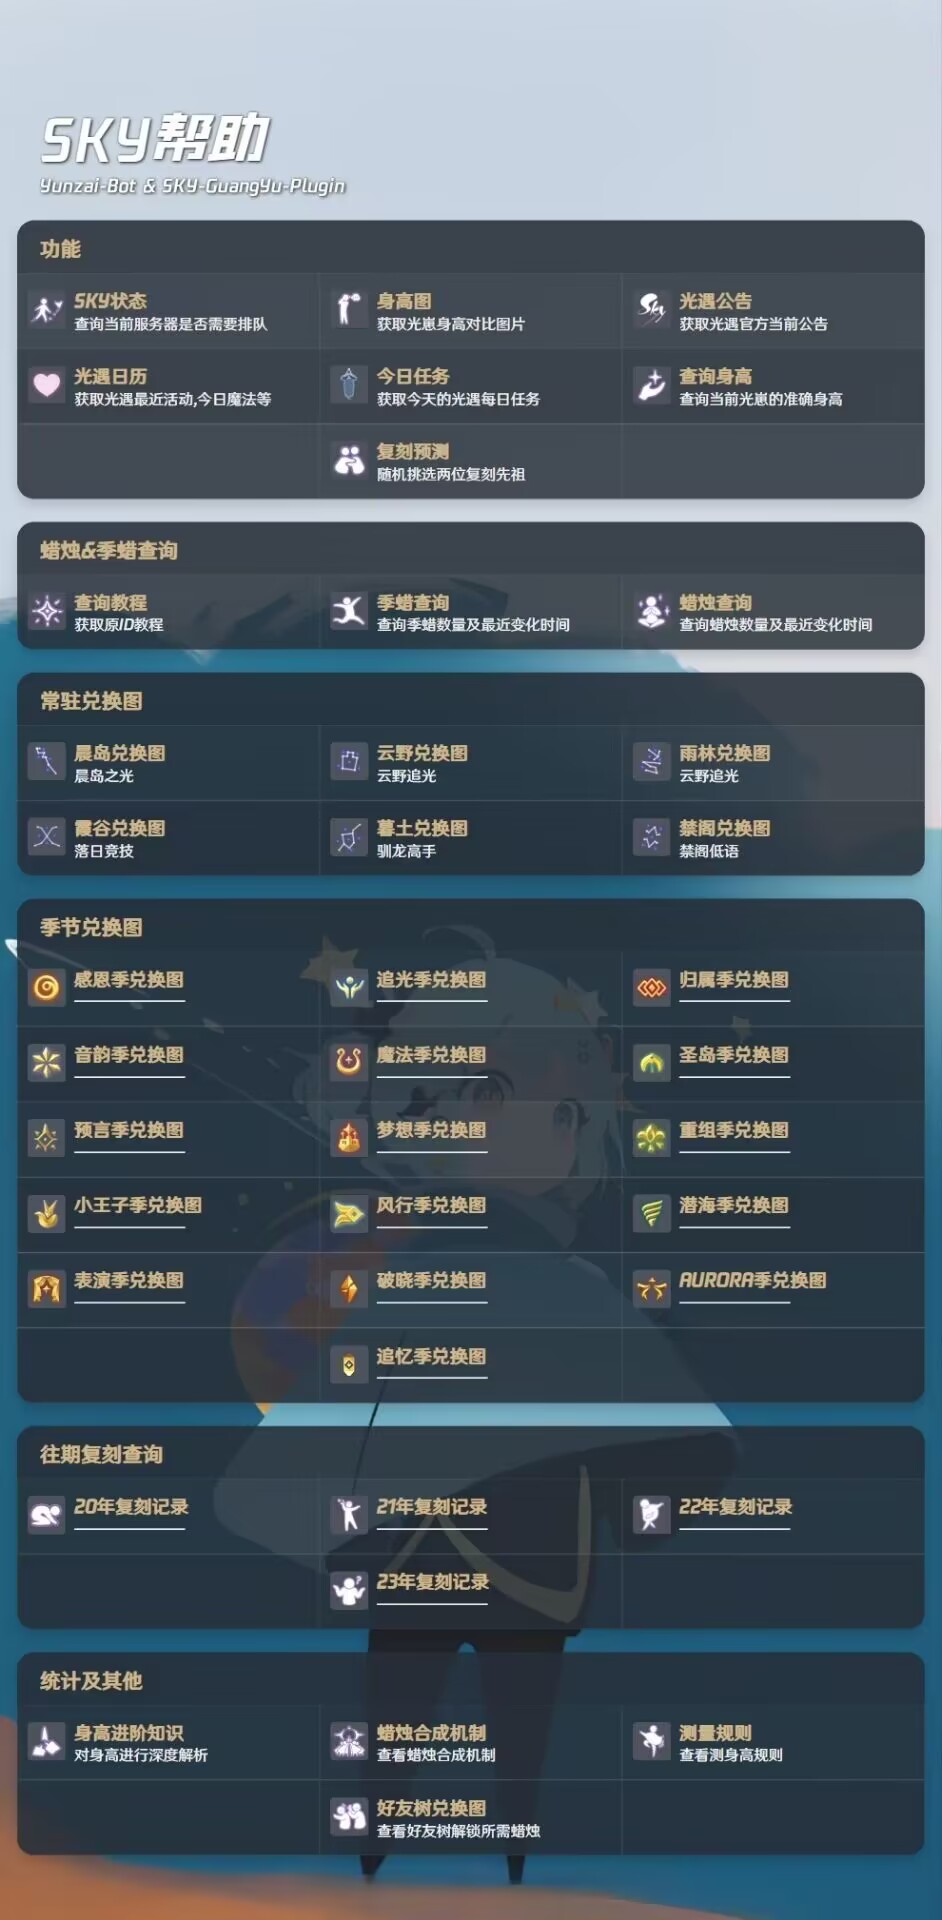 SKY帮助
Yunzai-Bot & SKY-GuangYu-Plugin
功能
SKY状态
查询当前服务器是否需要排队
身高图
获取光崽身高对比图片
光遇公告
获取光遇官方当前公告
光遇日历
获取光遇最近活动,今日魔法等
今日任务
获取今天的光遇每日任务
查询身高
查询当前光崽的准确身高
复刻预测
随机挑选两位复刻先祖
蜡烛&季蜡查询
查询教程
获取原ID教程
季蜡查询
查询季蜡数量及最近变化时间
蜡烛查询
查询蜡烛数量及最近变化时间
常驻兑换图
晨岛兑换图
晨岛之光
云野兑换图
云野追光
雨林兑换图
云野追光
霞谷兑换图
落日竞技
暮土兑换图
驯龙高手
禁阁兑换图
禁阁低语
季节兑换图
感恩季兑换图
追光季兑换图
归属季兑换图
音韵季兑换图
魔法季兑换图
圣岛季兑换图
预言季兑换图
梦想季兑换图
重组季兑换图
小王子季兑换图
风行季兑换图
潜海季兑换图
表演季兑换图
破晓季兑换图
AURORA季兑换图
追忆季兑换图
往期复刻查询
20年复刻记录
21年复刻记录
22年复刻记录
23年复刻记录
统计及其他
身高进阶知识
对身高进行深度解析
蜡烛合成机制
查看蜡烛合成机制
测量规则
查看测身高规则
好友树兑换图
查看好友树解锁所需蜡烛